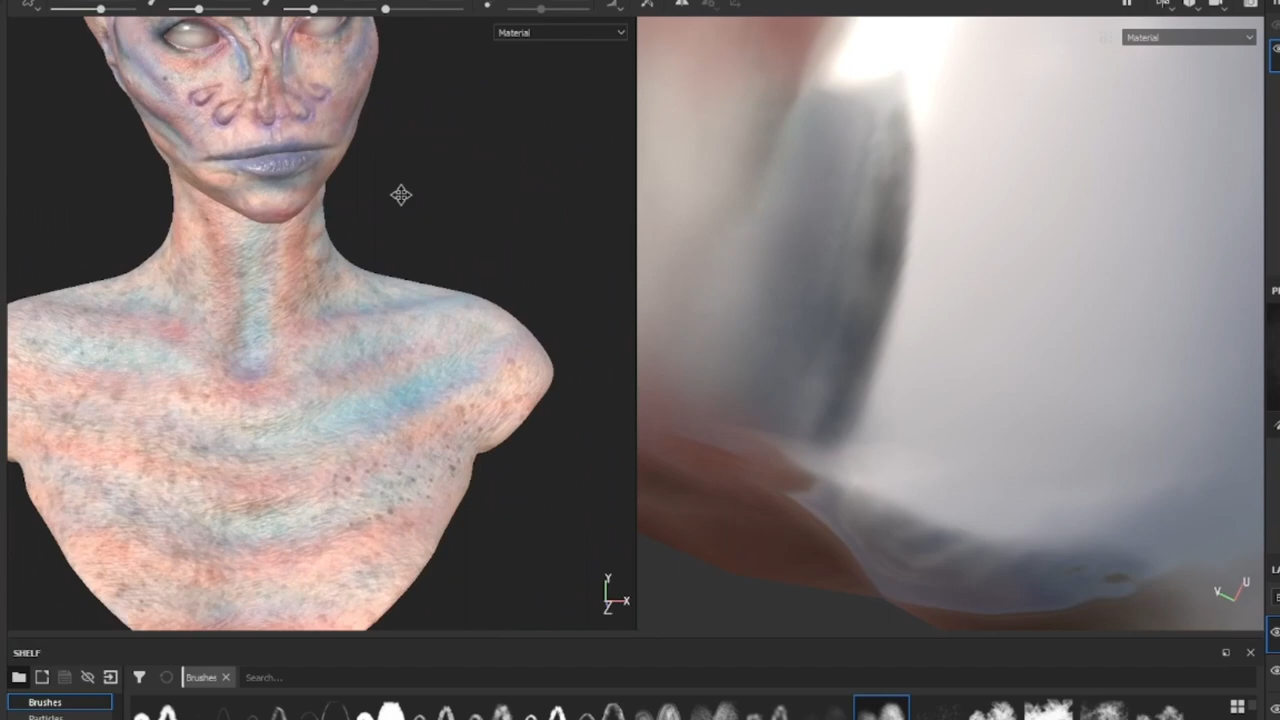 Material
Material
Y
X
Z
V
U
SHELF
Brushes
Search...
Brushes
Particles